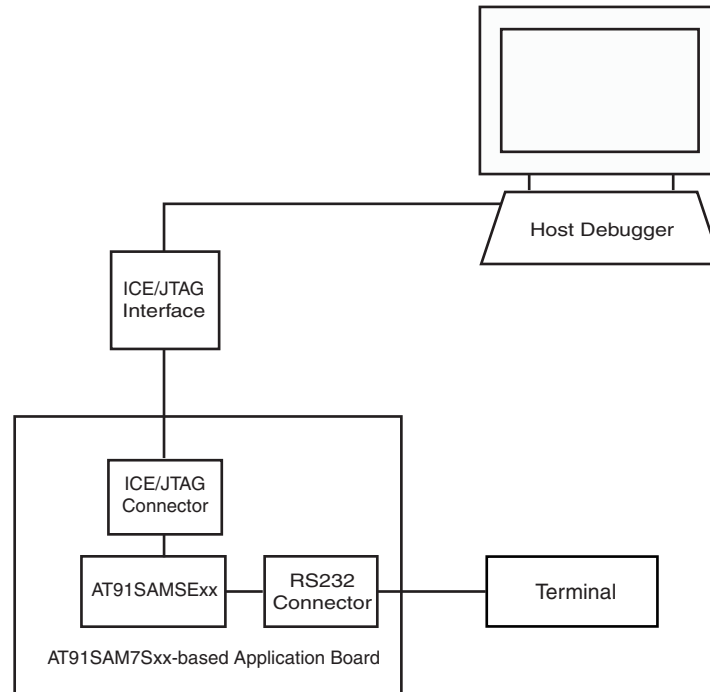 Host Debugger
ICE/JTAG
Interface
ICE/JTAG
Connector
AT91SAMSExx
RS232
Connector
Terminal
AT91SAM7Sxx-based Application Board